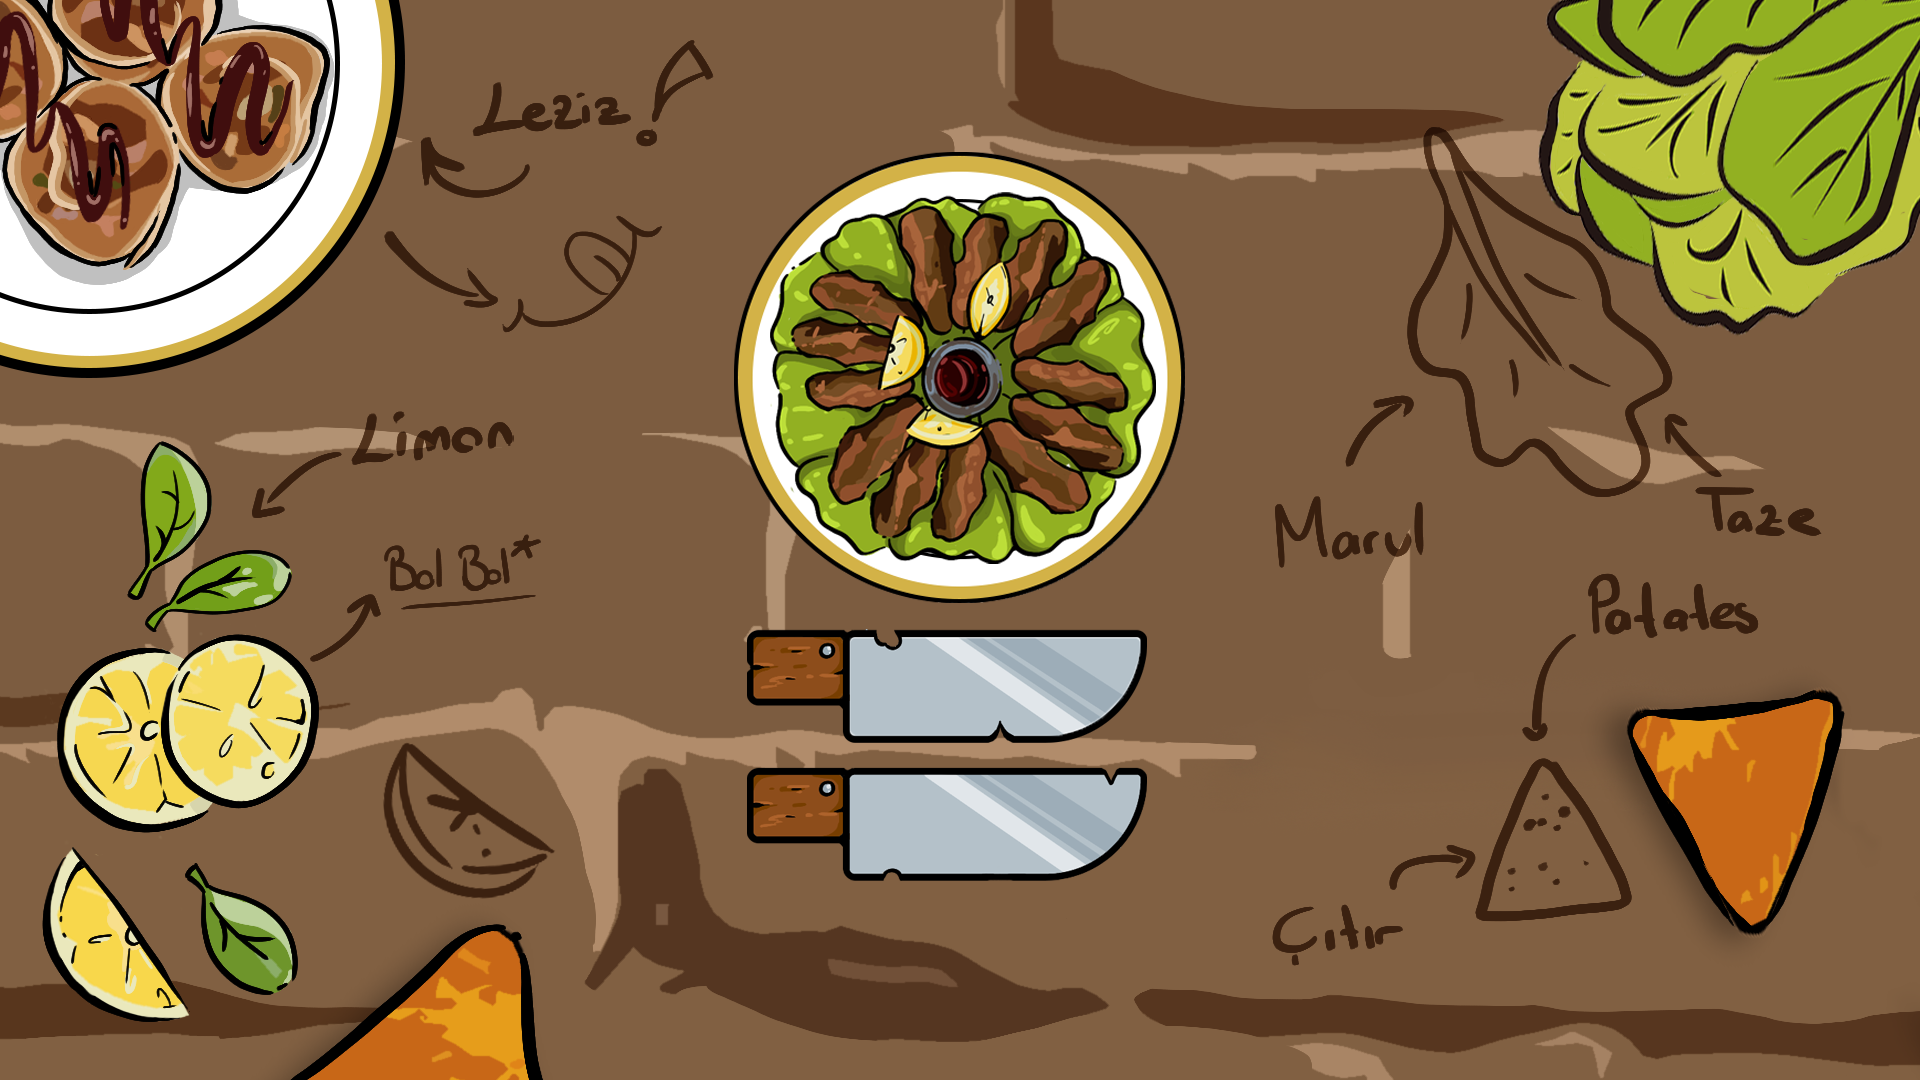 Leziz!
Limon
Bol Bol*
Marul
Taze
Patates
Çıtır